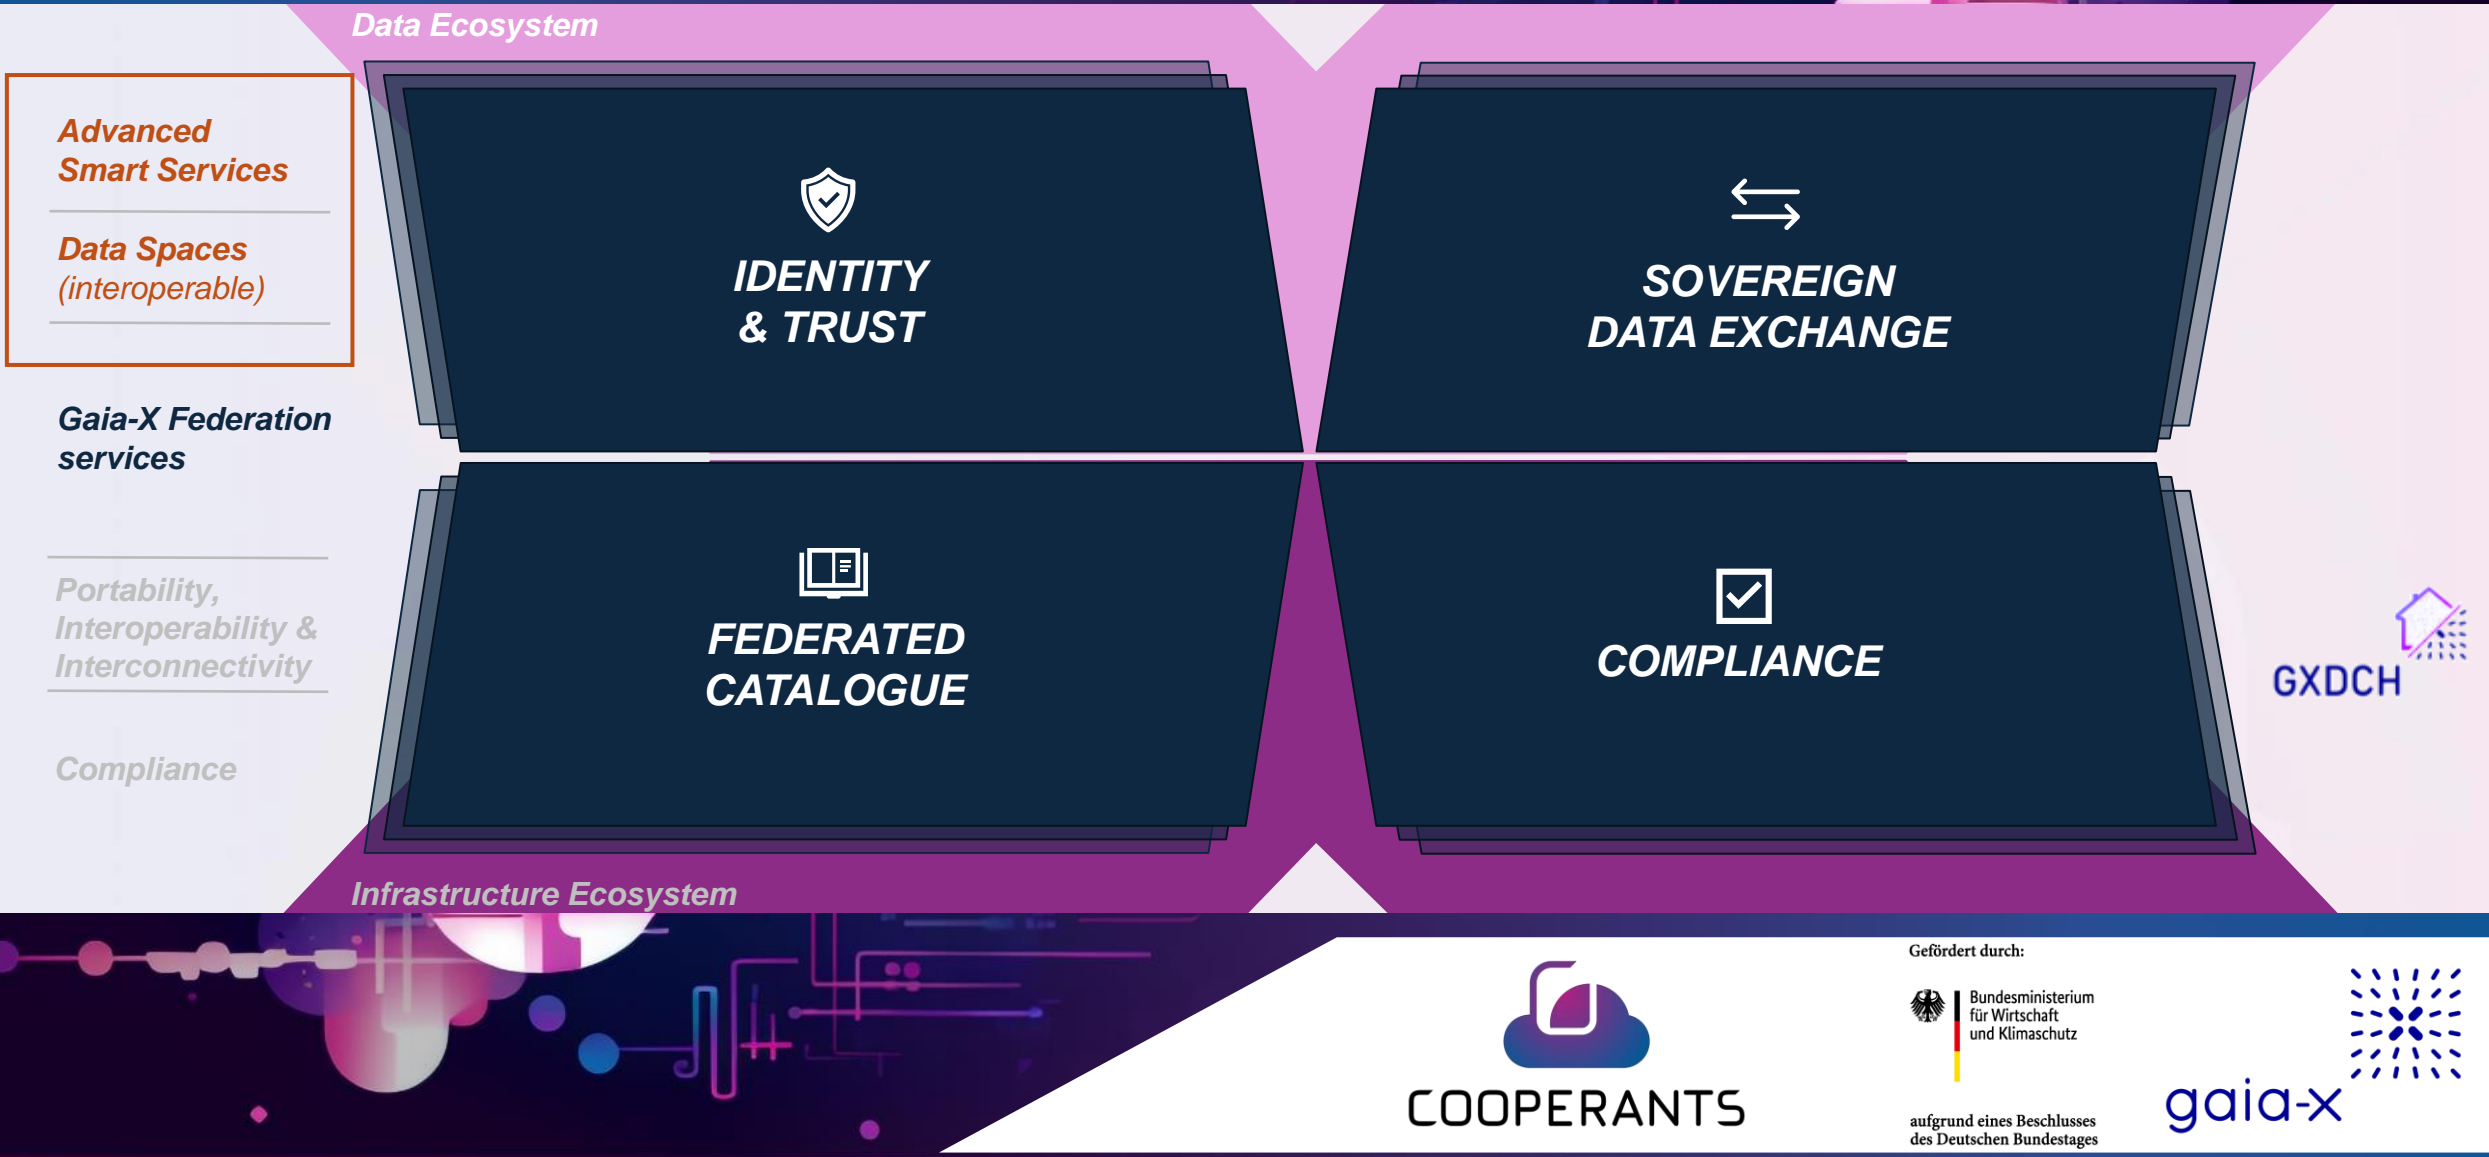 Data Ecosystem
Advanced
Smart Services
Data Spaces
(interoperable)
Gaia-X Federation
services
Portability,
Interoperability &
Interconnectivity
Compliance
IDENTITY
& TRUST
SOVEREIGN
DATA EXCHANGE
FEDERATED
CATALOGUE
COMPLIANCE
GXDCH
Infrastructure Ecosystem
COOPERANTS
Gefördert durch:
Bundesministerium
für Wirtschaft
und Klimaschutz
aufgrund eines Beschlusses
des Deutschen Bundestages
gaia-x